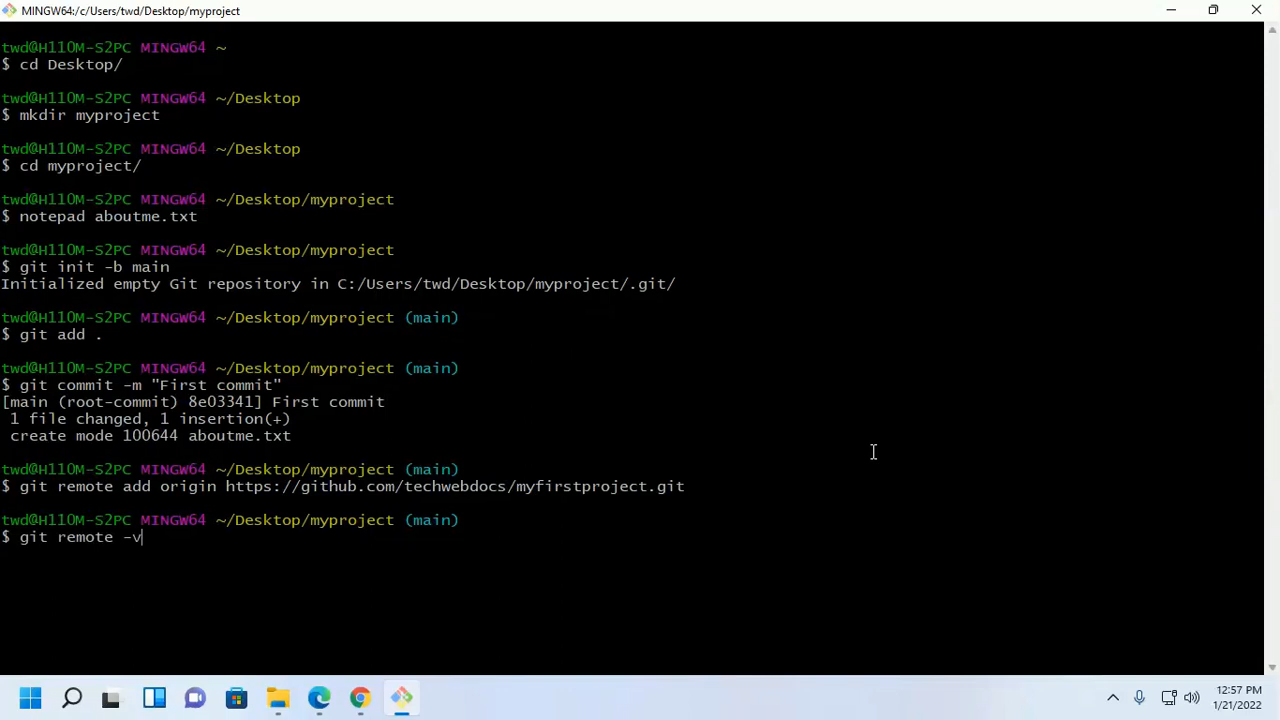 MINGW64:/c/Users/twd/Desktop/myproject
twd@H110M-S2PC MINGW64 ~
$ cd Desktop/
twd@H110M-S2PC MINGW64 ~/Desktop
$ mkdir myproject
twd@H110M-S2PC MINGW64 ~/Desktop
$ cd myproject/
twd@H110M-S2PC MINGW64 ~/Desktop/myproject
$ notepad aboutme.txt
twd@H110M-S2PC MINGW64 ~/Desktop/myproject
$ git init -b main
Initialized empty Git repository in C:/Users/twd/Desktop/myproject/.git/
twd@H110M-S2PC MINGW64 ~/Desktop/myproject (main)
$ git add .
twd@H110M-S2PC MINGW64 ~/Desktop/myproject (main)
$ git commit -m "First commit"
[main (root-commit) 8e03341] First commit
 1 file changed, 1 insertion(+)
 create mode 100644 aboutme.txt
twd@H110M-S2PC MINGW64 ~/Desktop/myproject (main)
$ git remote add origin https://github.com/techwebdocs/myfirstproject.git
twd@H110M-S2PC MINGW64 ~/Desktop/myproject (main)
$ git remote -v
12:57 PM
1/21/2022